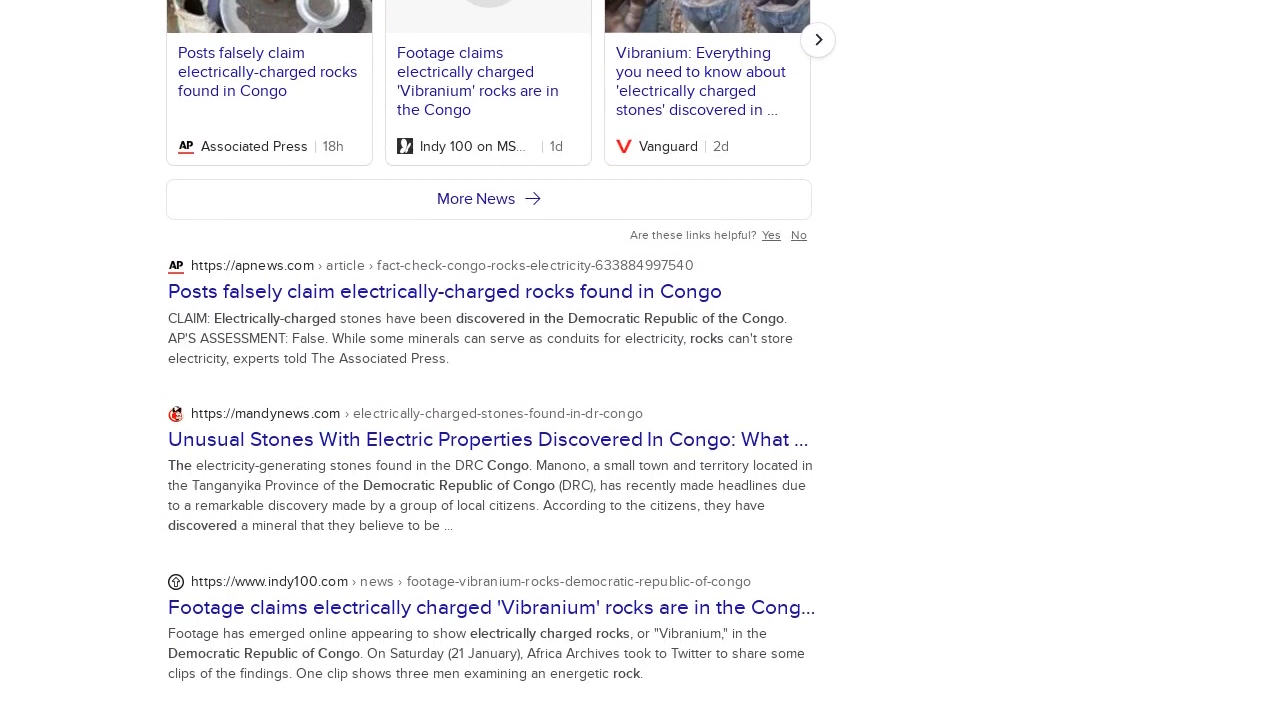 Posts falsely claim
electrically-charged rocks
found in Congo
AP Associated Press | 18h
Footage claims
electrically charged
'Vibranium' rocks are in
the Congo
Indy 100 on MS... | 1d
Vibranium: Everything
you need to know about
'electrically charged
stones' discovered in ...
Vanguard | 2d
More News →
Are these links helpful? Yes No
AP https://apnews.com › article › fact-check-congo-rocks-electricity-633884997540
Posts falsely claim electrically-charged rocks found in Congo
CLAIM: Electrically-charged stones have been discovered in the Democratic Republic of the Congo.
AP'S ASSESSMENT: False. While some minerals can serve as conduits for electricity, rocks can't store
electricity, experts told The Associated Press.
https://mandynews.com › electrically-charged-stones-found-in-dr-congo
Unusual Stones With Electric Properties Discovered In Congo: What ...
The electricity-generating stones found in the DRC Congo. Manono, a small town and territory located in
the Tanganyika Province of the Democratic Republic of Congo (DRC), has recently made headlines due
to a remarkable discovery made by a group of local citizens. According to the citizens, they have
discovered a mineral that they believe to be ...
https://www.indy100.com › news › footage-vibranium-rocks-democratic-republic-of-congo
Footage claims electrically charged 'Vibranium' rocks are in the Cong...
Footage has emerged online appearing to show electrically charged rocks, or "Vibranium," in the
Democratic Republic of Congo. On Saturday (21 January), Africa Archives took to Twitter to share some
clips of the findings. One clip shows three men examining an energetic rock.